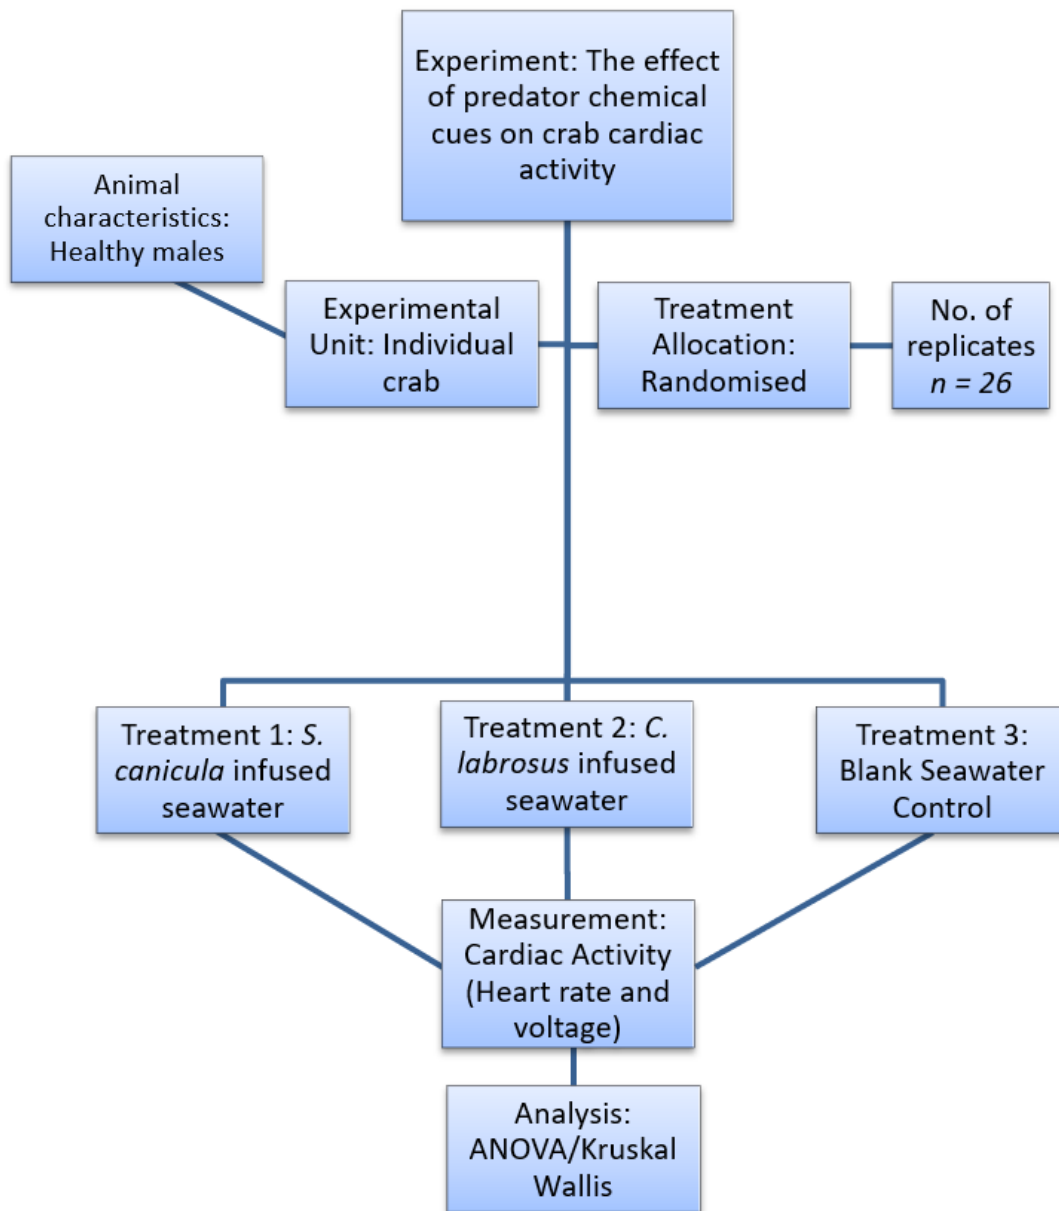 Experiment: The effect
of predator chemical
cues on crab cardiac
activity
Animal
characteristics:
Healthy males
Experimental
Unit: Individual
crab
Treatment
Allocation:
Randomised
No. of
replicates
n = 26
Treatment 1: S.
canicula infused
seawater
Treatment 2: C.
labrosus infused
seawater
Treatment 3:
Blank Seawater
Control
Measurement:
Cardiac Activity
(Heart rate and
voltage)
Analysis:
ANOVA/Kruskal
Wallis